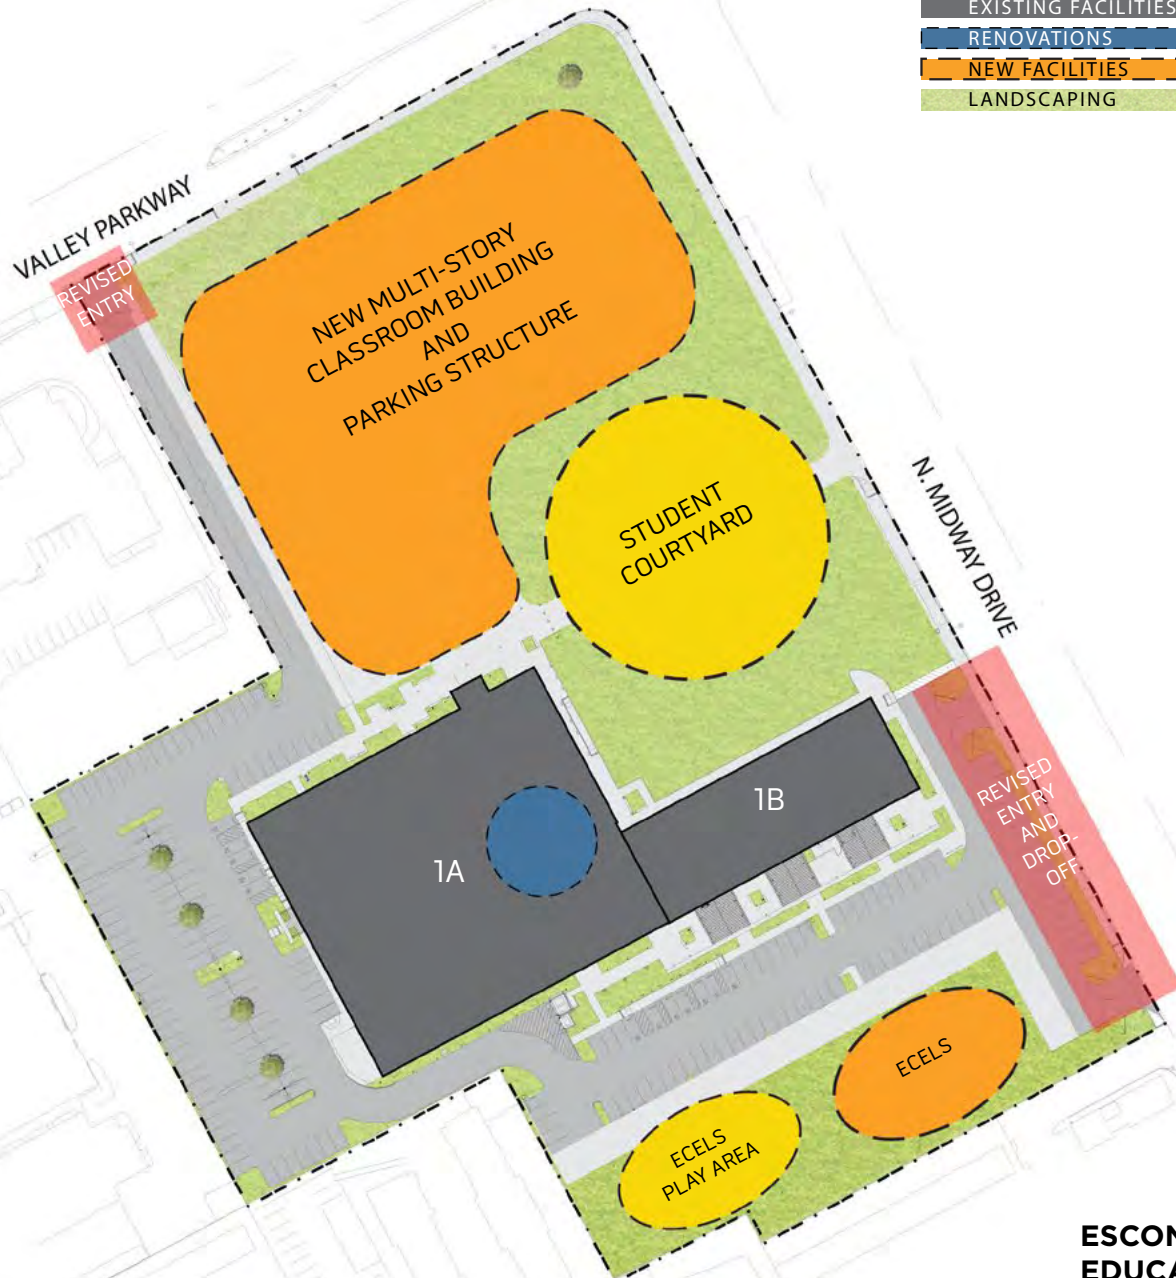 EXISTING FACILITIES
RENOVATIONS
NEW FACILITIES
LANDSCAPING
VALLEY PARKWAY
REVISED
ENTRY
NEW MULTI-STORY
CLASSROOM BUILDING
AND
PARKING STRUCTURE
STUDENT
COURTYARD
N. MIDWAY DRIVE
REVISED
ENTRY
AND
DROP-
OFF
1B
1A
ECELS
ECELS
PLAY AREA
ESCON
EDUCA